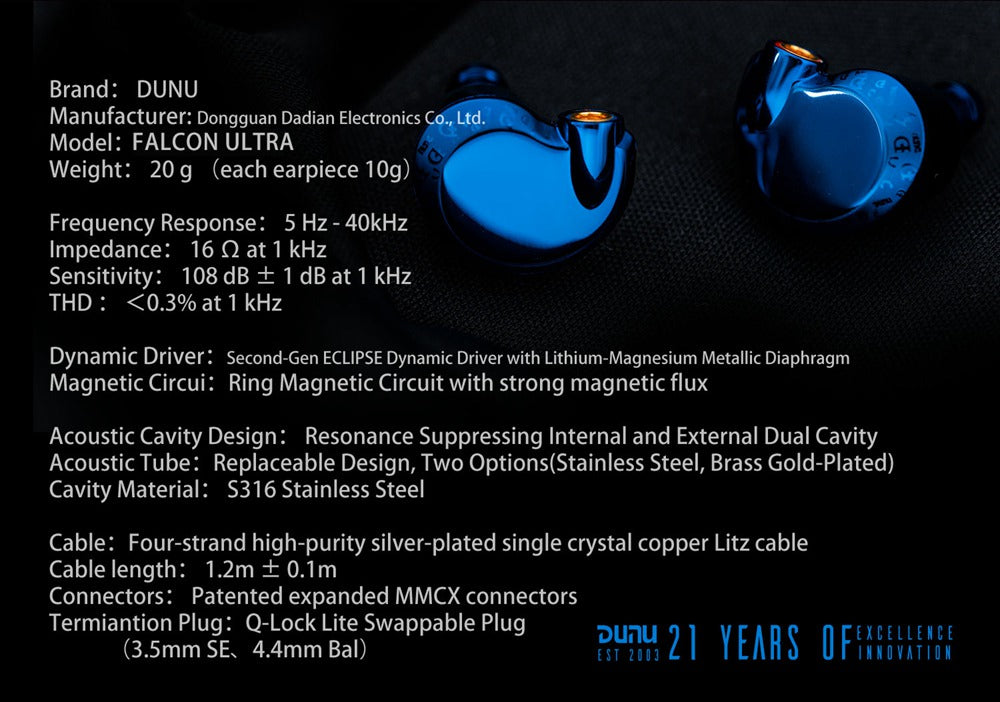 Brand： DUNU
Manufacturer: Dongguan Dadian Electronics Co., Ltd.
Model：FALCON ULTRA
Weight： 20 g （each earpiece 10g）
Frequency Response： 5 Hz - 40kHz
Impedance： 16 Ω at 1 kHz
Sensitivity： 108 dB ± 1 dB at 1 kHz
THD ： ＜0.3% at 1 kHz
Dynamic Driver： Second-Gen ECLIPSE Dynamic Driver with Lithium-Magnesium Metallic Diaphragm
Magnetic Circui： Ring Magnetic Circuit with strong magnetic flux
Acoustic Cavity Design： Resonance Suppressing Internal and External Dual Cavity
Acoustic Tube：Replaceable Design, Two Options(Stainless Steel, Brass Gold-Plated)
Cavity Material： S316 Stainless Steel
Cable：Four-strand high-purity silver-plated single crystal copper Litz cable
Cable length： 1.2m ± 0.1m
Connectors： Patented expanded MMCX connectors
Termiantion Plug：Q-Lock Lite Swappable Plug
（3.5mm SE、4.4mm Bal）
DUNU
EST 2003
21 YEARS OF
EXCELLENCE
INNOVATION